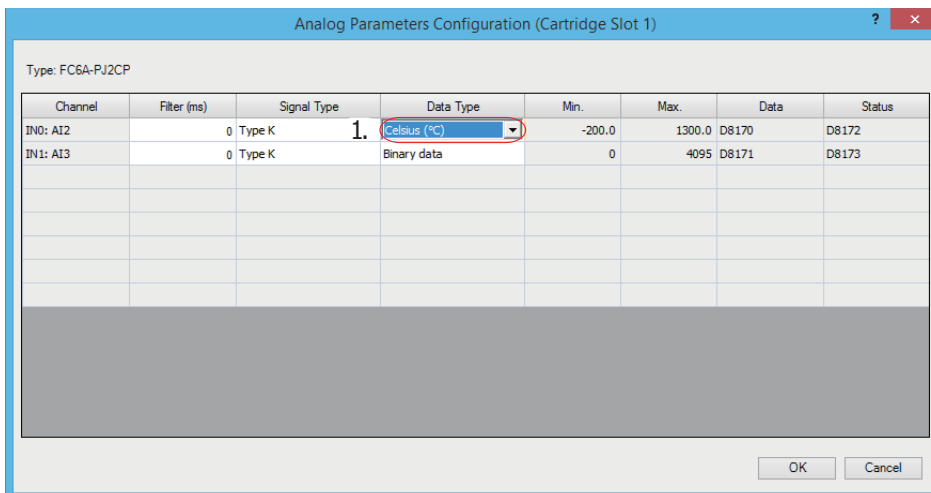 Analog Parameters Configuration (Cartridge Slot 1) ? ×
Type: FC6A-PJ2CP
Channel Filter (ms) Signal Type Data Type Min. Max. Data Status
IN0: AI2 0 Type K 1. Celsius (°C) -200.0 1300.0 D8170 D8172
IN1: AI3 0 Type K Binary data 0 4095 D8171 D8173
OK Cancel